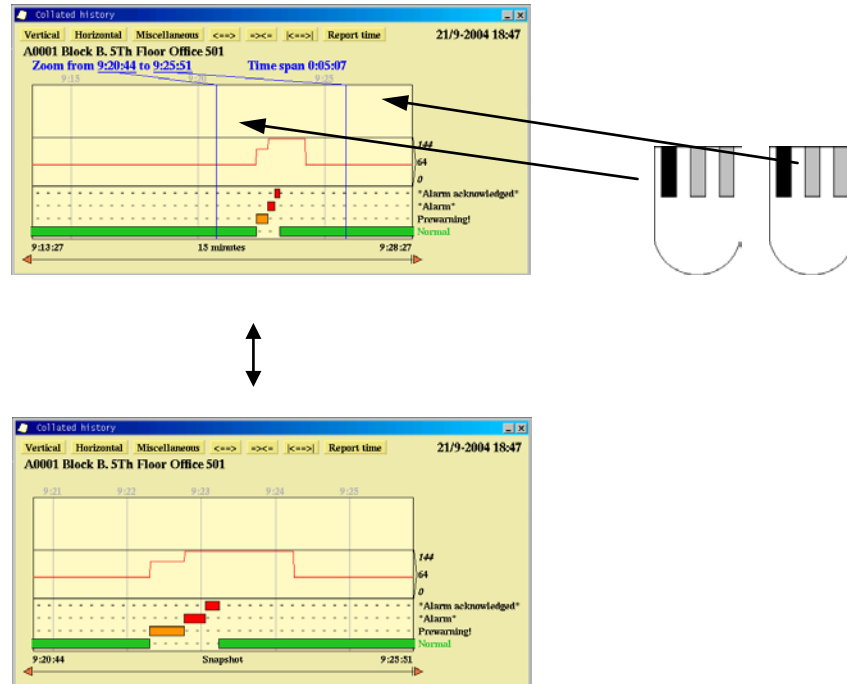 Collated history
Vertical Horizontal Miscellaneous <==> =><= |<==>| Report time 21/9-2004 18:47
A0001 Block B. 5Th Floor Office 501
Zoom from 9:20:44 to 9:25:51 Time span 0:05:07
9:15 9:20 9:25
144
64
0
*Alarm acknowledged*
*Alarm*
Prewarning!
Normal
9:13:27 15 minutes 9:28:27
Collated history
Vertical Horizontal Miscellaneous <==> =><= |<==>| Report time 21/9-2004 18:47
A0001 Block B. 5Th Floor Office 501
9:21 9:22 9:23 9:24 9:25
144
64
0
*Alarm acknowledged*
*Alarm*
Prewarning!
Normal
9:20:44 Snapshot 9:25:51